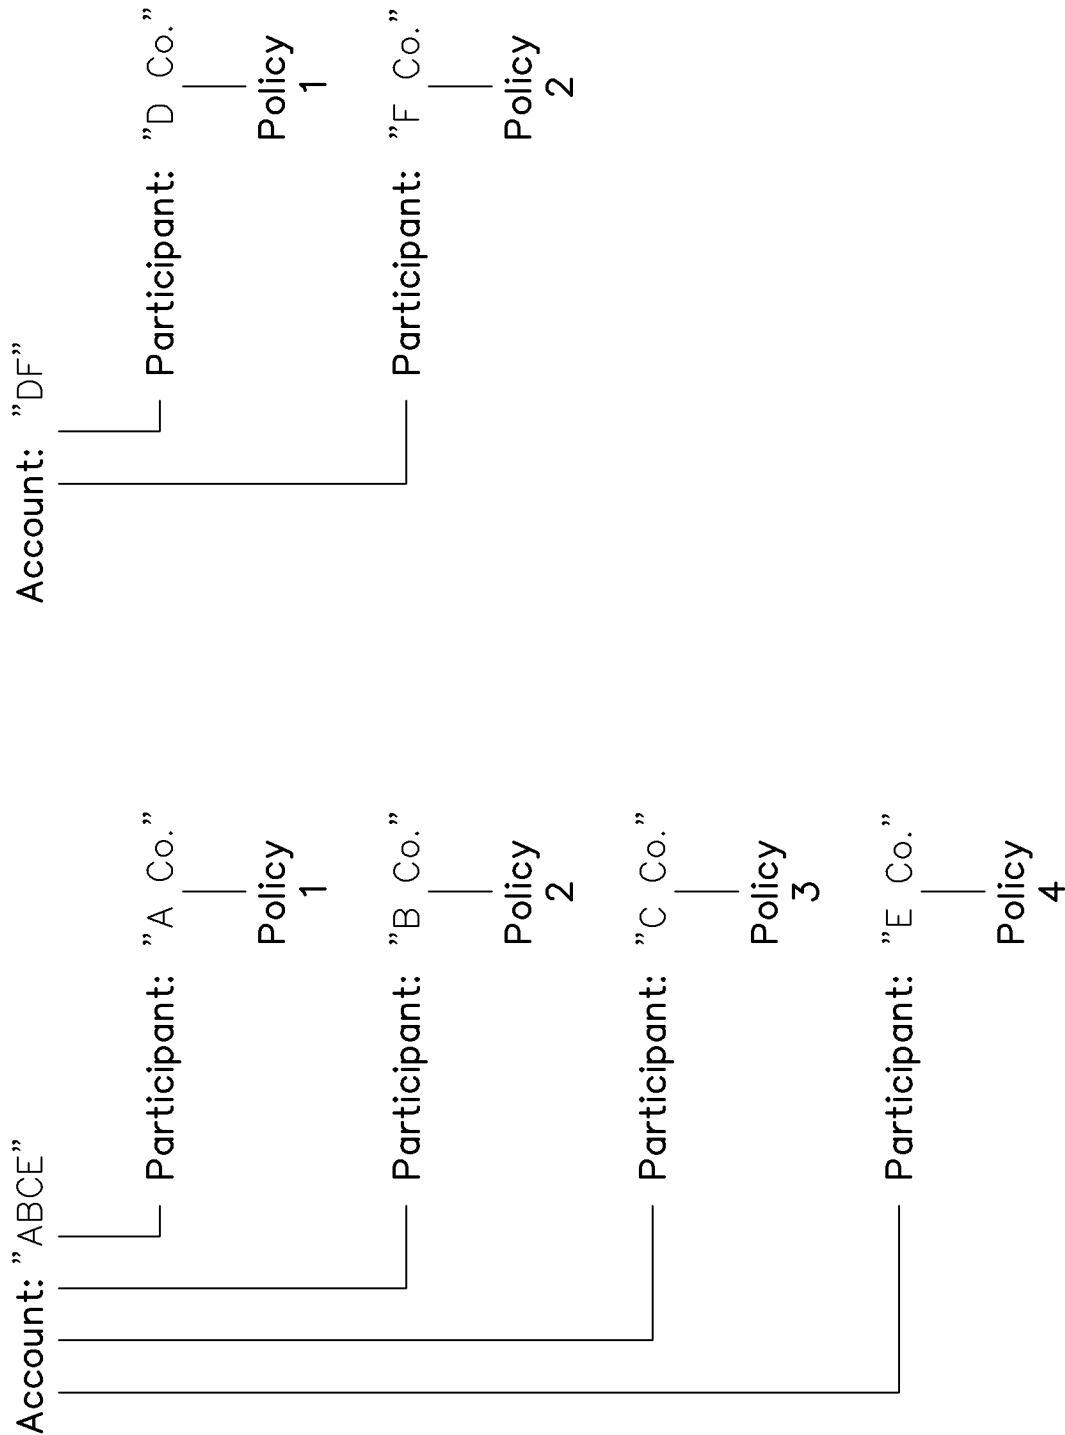 Account: "ABCE"
Participant: "A Co."
Policy
1
Participant: "B Co."
Policy
2
Participant: "C Co."
Policy
3
Participant: "E Co."
Policy
4
Account: "DF"
Participant: "D Co."
Policy
1
Participant: "F Co."
Policy
2